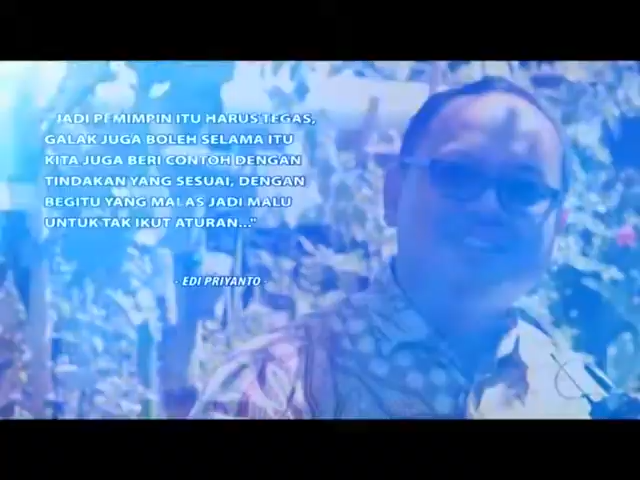 "JADI PEMIMPIN ITU HARUS TEGAS,
GALAK JUGA BOLEH SELAMA ITU
KITA JUGA BERI CONTOH DENGAN
TINDAKAN YANG SESUAI, DENGAN
BEGITU YANG MALAS JADI MALU
UNTUK TAK IKUT ATURAN..."
- EDI PRIYANTO -